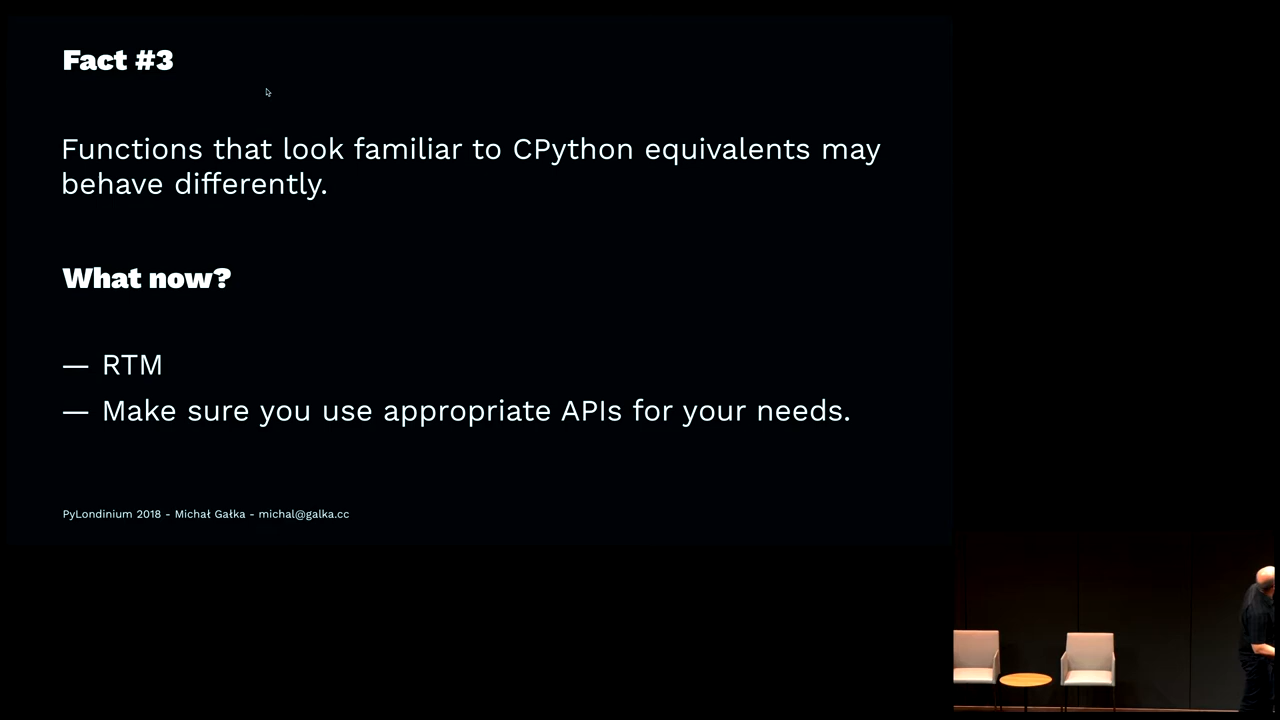 Fact #3
Functions that look familiar to CPython equivalents may
behave differently.
What now?
— RTM
— Make sure you use appropriate APIs for your needs.
PyLondinium 2018 - Michał Gałka - michal@galka.cc